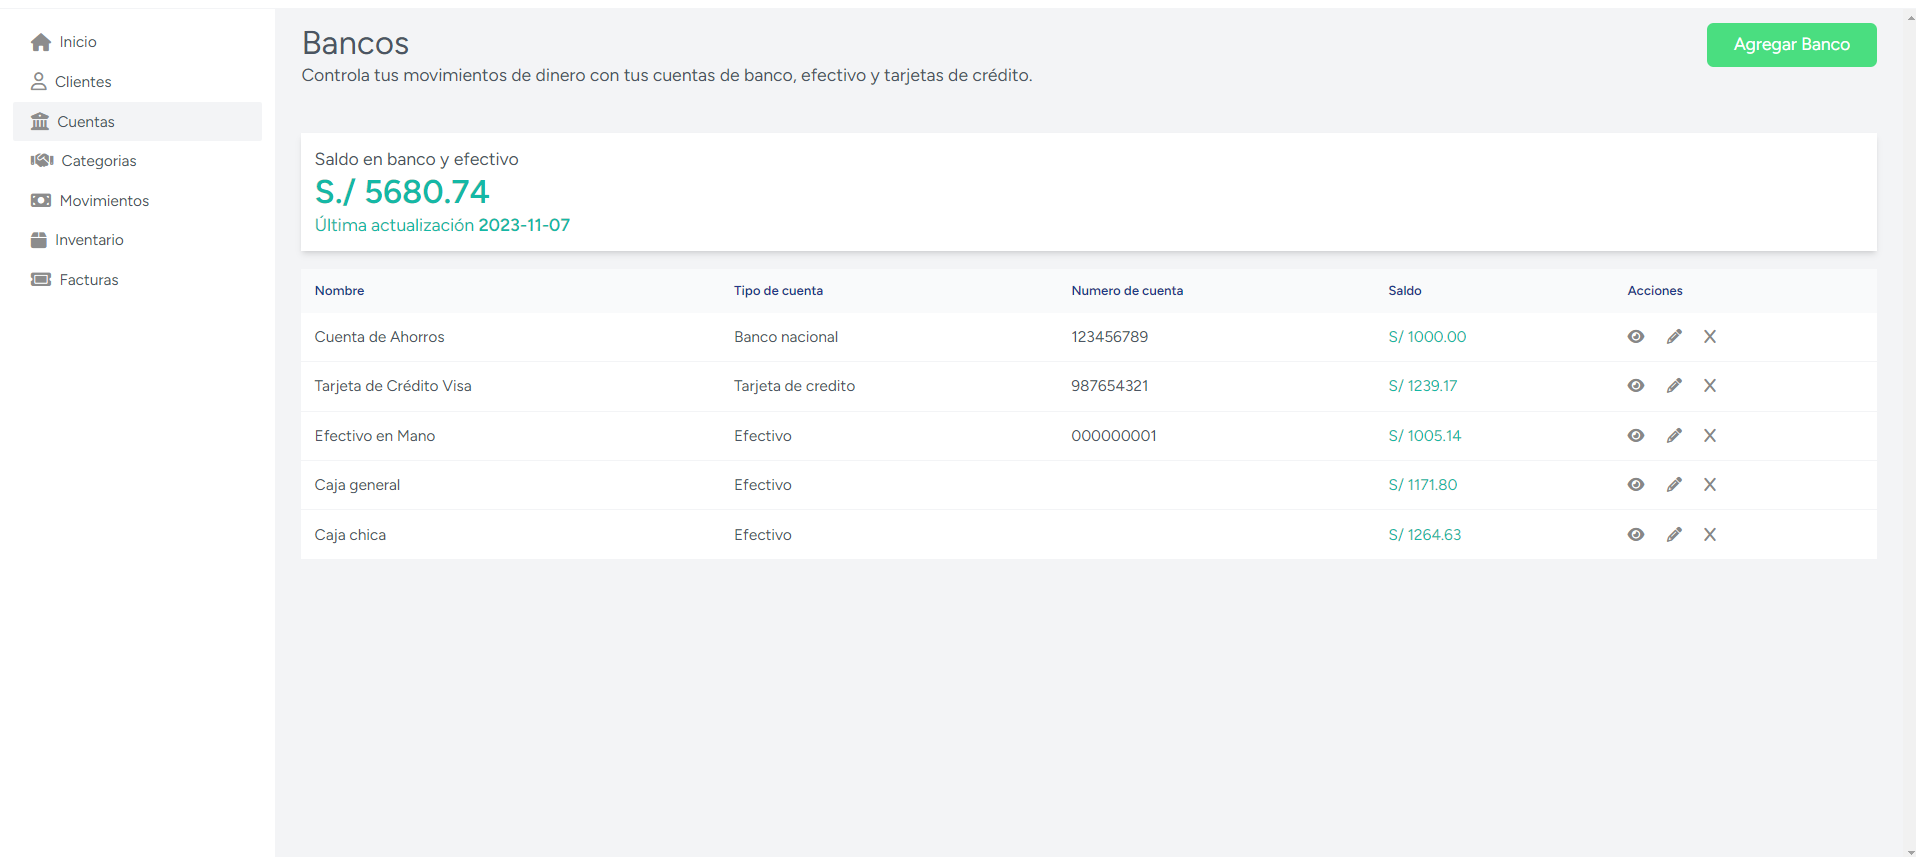 Inicio
Clientes
Cuentas
Categorias
Movimientos
Inventario
Facturas
Bancos
Controla tus movimientos de dinero con tus cuentas de banco, efectivo y tarjetas de crédito.
Agregar Banco
Saldo en banco y efectivo
S./ 5680.74
Última actualización 2023-11-07
Nombre Tipo de cuenta Numero de cuenta Saldo Acciones
Cuenta de Ahorros Banco nacional 123456789 S/ 1000.00
Tarjeta de Crédito Visa Tarjeta de credito 987654321 S/ 1239.17
Efectivo en Mano Efectivo 000000001 S/ 1005.14
Caja general Efectivo S/ 1171.80
Caja chica Efectivo S/ 1264.63